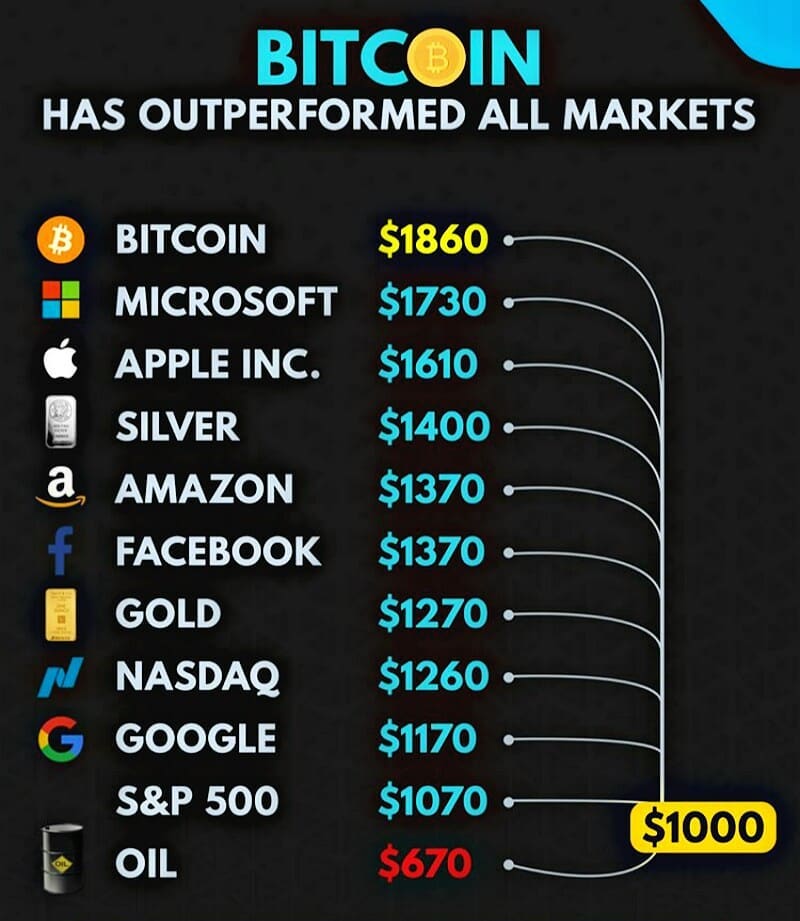 BITCOIN
HAS OUTPERFORMED ALL MARKETS
BITCOIN $1860
MICROSOFT $1730
APPLE INC. $1610
SILVER $1400
a AMAZON $1370
f FACEBOOK $1370
GOLD $1270
NASDAQ $1260
G GOOGLE $1170
S&P 500 $1070
$1000
OIL OIL $670